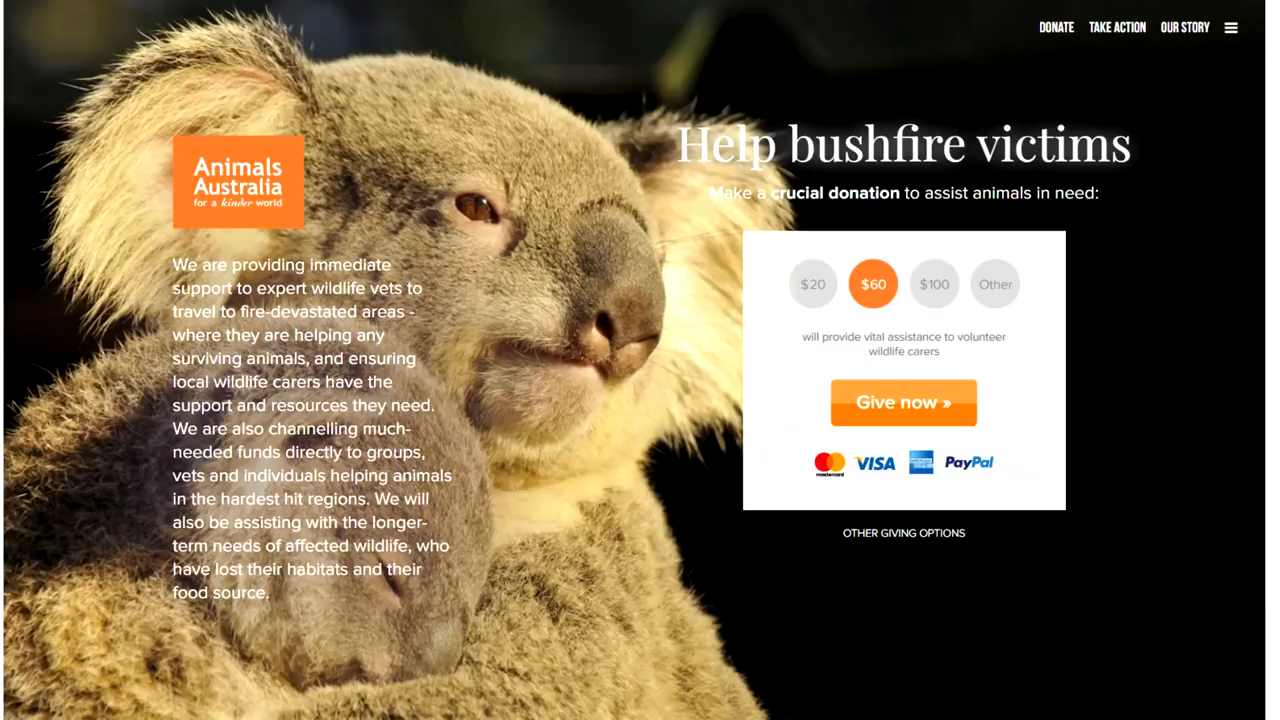 DONATE TAKE ACTION OUR STORY
Animals
Australia
for a kinder world
We are providing immediate
support to expert wildlife vets to
travel to fire-devastated areas -
where they are helping any
surviving animals, and ensuring
local wildlife carers have the
support and resources they need.
We are also channelling much-
needed funds directly to groups,
vets and individuals helping animals
in the hardest hit regions. We will
also be assisting with the longer-
term needs of affected wildlife, who
have lost their habitats and their
food source.
Help bushfire victims
Make a crucial donation to assist animals in need:
$20 $60 $100 Other
will provide vital assistance to volunteer
wildlife carers
Give now »
mastercard VISA AMERICAN EXPRESS PayPal
OTHER GIVING OPTIONS